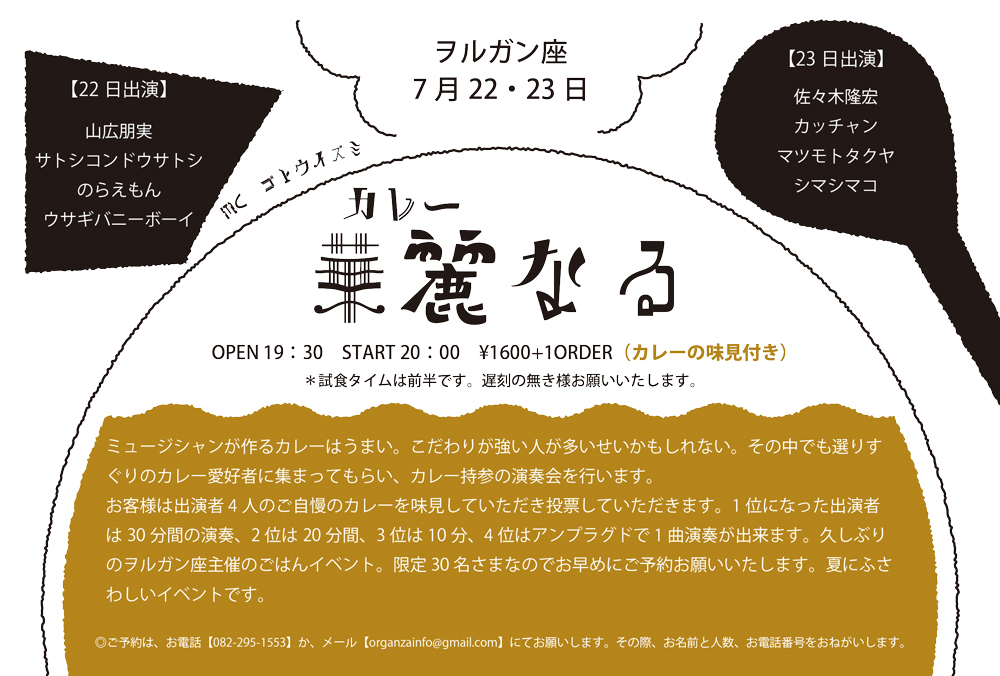 ヲルガン座
7月22・23日
【22日出演】
山広朋実
サトシコンドウサトシ
のらえもん
ウサギバニーボーイ
【23日出演】
佐々木隆宏
カッチャン
マツモトタクヤ
シマシマコ
MC ゴトウイズミ
カレー
華麗なる
OPEN 19：30　START 20：00　¥1600+1ORDER（カレーの味見付き）
＊試食タイムは前半です。遅刻の無き様お願いいたします。
ミュージシャンが作るカレーはうまい。こだわりが強い人が多いせいかもしれない。その中でも選りす
ぐりのカレー愛好者に集まってもらい、カレー持参の演奏会を行います。
お客様は出演者4人のご自慢のカレーを味見していただき投票していただきます。1位になった出演者
は30分間の演奏、2位は20分間、3位は10分、4位はアンプラグドで1曲演奏が出来ます。久しぶり
のヲルガン座主催のごはんイベント。限定30名さまなのでお早めにご予約お願いいたします。夏にふさ
わしいイベントです。
◎ご予約は、お電話【082-295-1553】か、メール【organzainfo@gmail.com】にてお願いします。その際、お名前と人数、お電話番号をおねがいします。